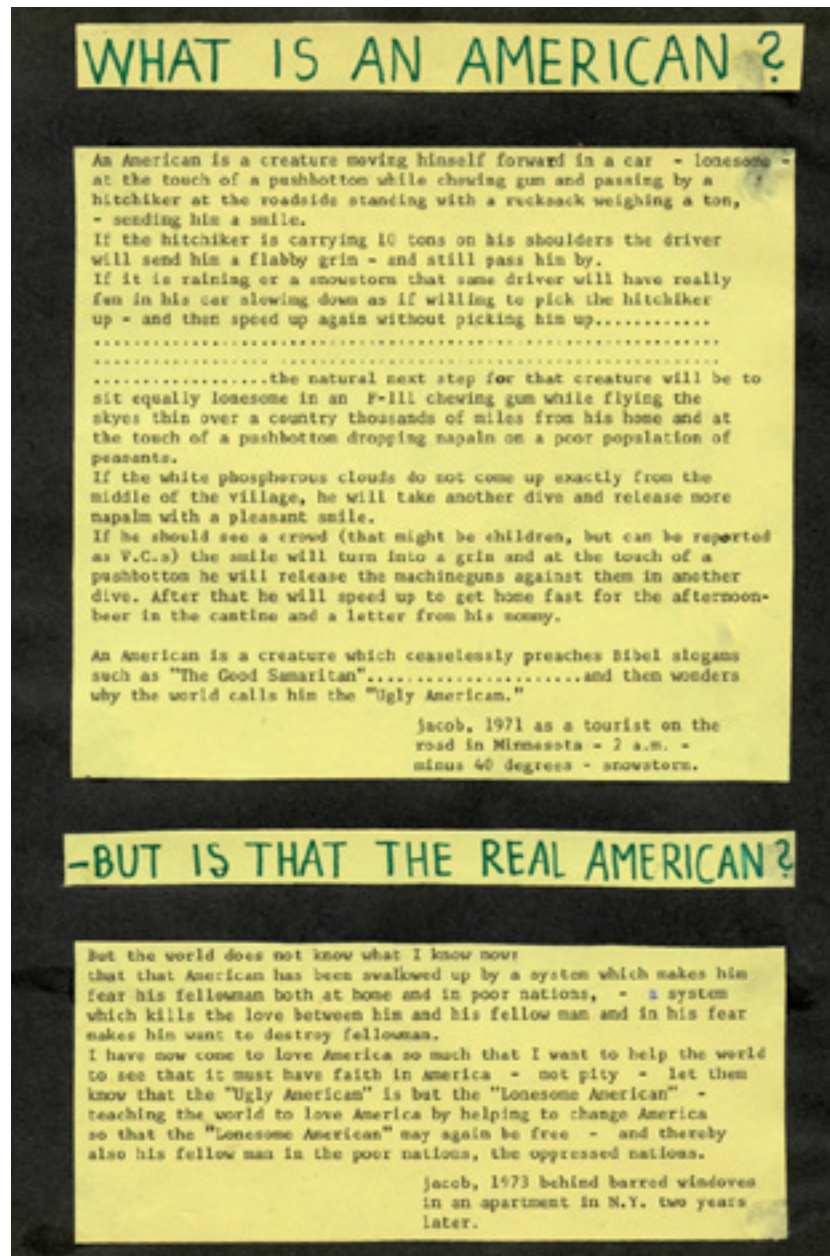 WHAT IS AN AMERICAN ?
An American is a creature moving himself forward in a car - lonesome -
at the touch of a pushbottom while chewing gum and passing by a
hitchiker at the roadside standing with a rucksack weighing a ton,
- sending him a smile.
If the hitchiker is carrying 10 tons on his shoulders the driver
will send him a flabby grin - and still pass him by.
If it is raining or a snowstorm that same driver will have really
fun in his car slowing down as if willing to pick the hitchiker
up - and then speed up again without picking him up............
................................................................
................................................................
..................the natural next step for that creature will be to
sit equally lonesome in an F-111 chewing gum while flying the
skyes thin over a country thousands of miles from his home and at
the touch of a pushbottom dropping napalm on a poor population of
peasants.
If the white phospherous clouds do not come up exactly from the
middle of the village, he will take another dive and release more
napalm with a pleasant smile.
If he should see a crowd (that might be children, but can be reported
as V.C.s) the smile will turn into a grin and at the touch of a
pushbottom he will release the machineguns against them in another
dive. After that he will speed up to get home fast for the afternoon-
beer in the cantine and a letter from his mommy.
An American is a creature which ceaselessly preaches Bibel slogans
such as "The Good Samaritan"......................and then wonders
why the world calls him the "Ugly American."
jacob, 1971 as a tourist on the
road in Minnesota - 2 a.m. -
minus 40 degrees - snowstorm.
-BUT IS THAT THE REAL AMERICAN?
But the world does not know what I know now:
that that American has been swalkowed up by a system which makes him
fear his fellowman both at home and in poor nations, - a system
which kills the love between him and his fellow man and in his fear
makes him want to destroy fellowman.
I have now come to love America so much that I want to help the world
to see that it must have faith in America - not pity - let them
know that the "Ugly American" is but the "Lonesome American" -
teaching the world to love America by helping to change America
so that the "Lonesome American" may again be free - and thereby
also his fellow man in the poor nations, the oppressed nations.
jacob, 1973 behind barred windowes
in an apartment in N.Y. two years
later.